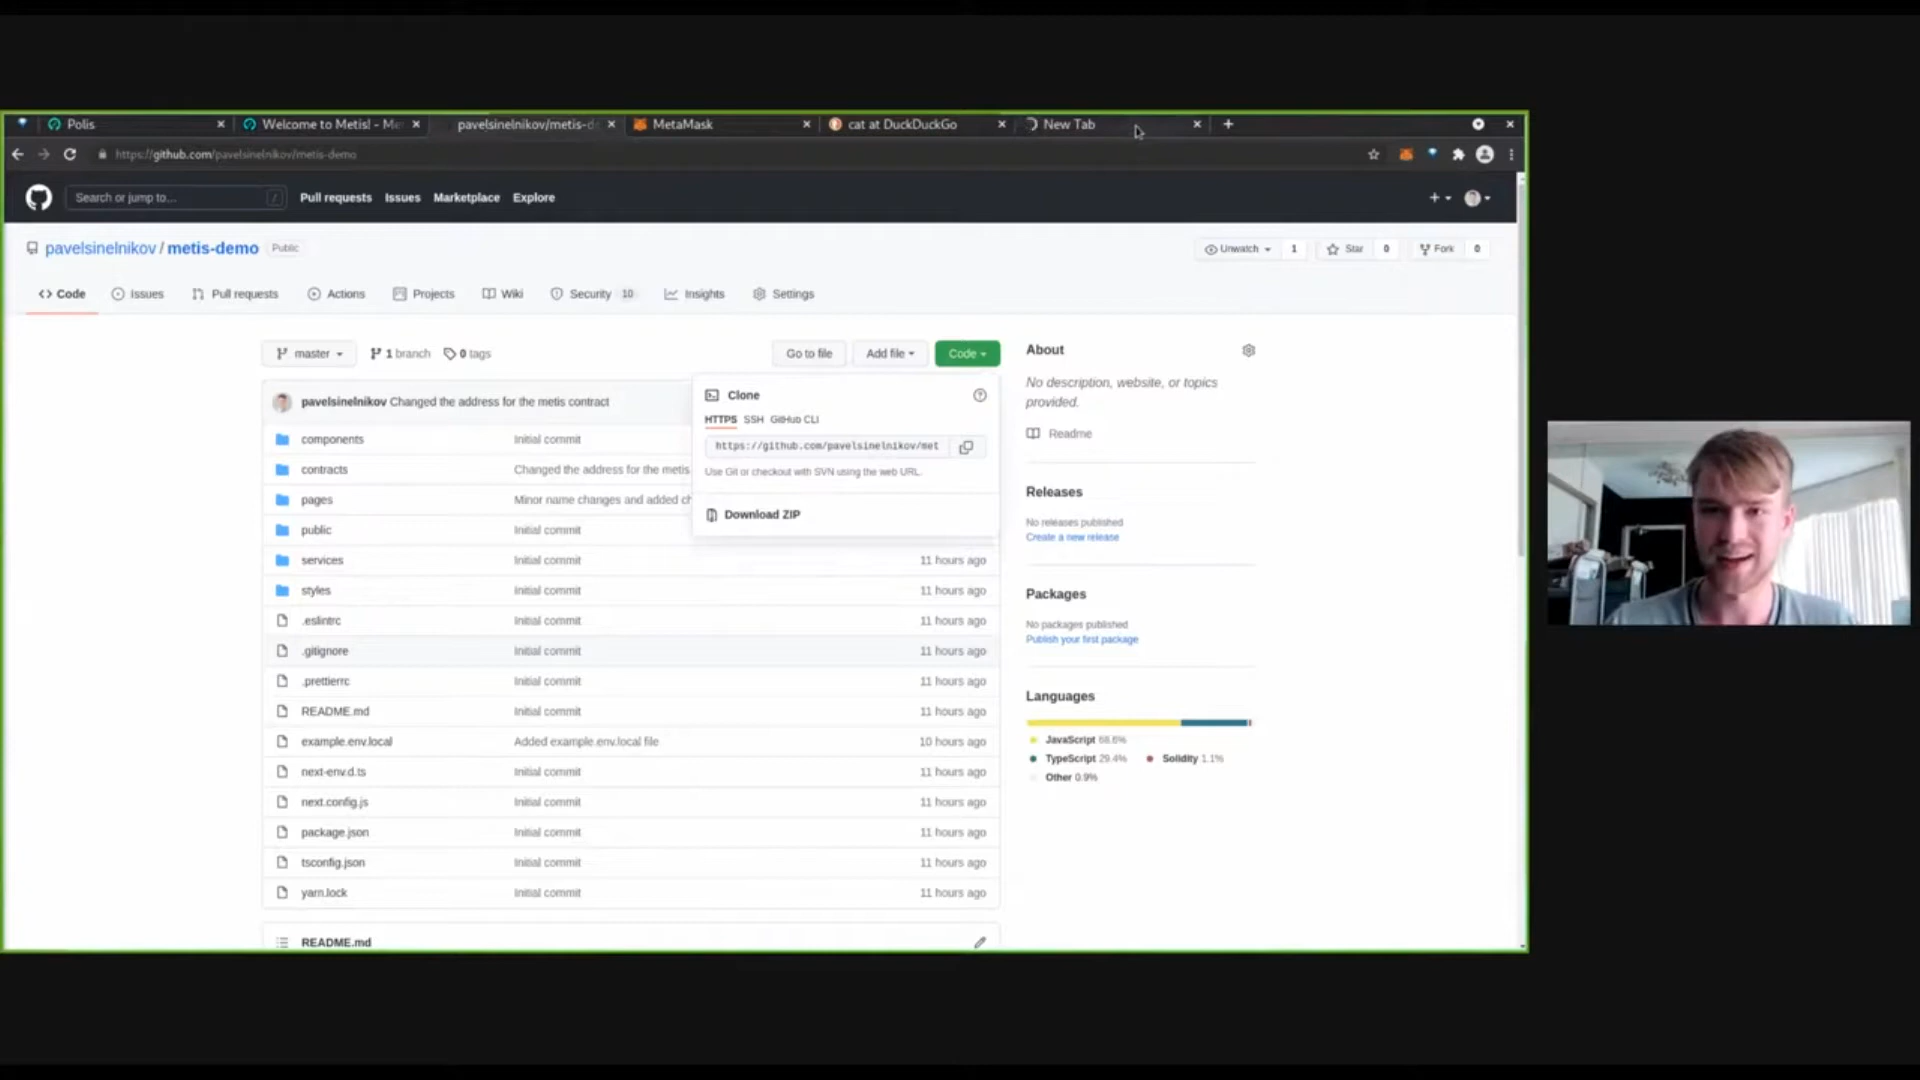 Polis
Welcome to Metis! - Me
pavelsinelnikov/metis-d
MetaMask
cat at DuckDuckGo
New Tab
https://github.com/pavelsinelnikov/metis-demo
Search or jump to...
/
Pull requests
Issues
Marketplace
Explore
pavelsinelnikov / metis-demo
Public
Unwatch
1
Star
0
Fork
0
Code
Issues
Pull requests
Actions
Projects
Wiki
Security 10
Insights
Settings
master
1 branch
0 tags
Go to file
Add file
Code
About
No description, website, or topics
provided.
Readme
Clone
HTTPS SSH GitHub CLI
https://github.com/pavelsinelnikov/met
Use Git or checkout with SVN using the web URL.
Download ZIP
pavelsinelnikov Changed the address for the metis contract
components Initial commit
contracts Changed the address for the metis
pages Minor name changes and added ch
public Initial commit
services Initial commit 11 hours ago
styles Initial commit 11 hours ago
.eslintrc Initial commit 11 hours ago
.gitignore Initial commit 11 hours ago
.prettierrc Initial commit 11 hours ago
README.md Initial commit 11 hours ago
example.env.local Added example.env.local file 10 hours ago
next-env.d.ts Initial commit 11 hours ago
next.config.js Initial commit 11 hours ago
package.json Initial commit 11 hours ago
tsconfig.json Initial commit 11 hours ago
yarn.lock Initial commit 11 hours ago
README.md
Releases
No releases published
Create a new release
Packages
No packages published
Publish your first package
Languages
JavaScript 68.6%
TypeScript 29.4%
Solidity 1.1%
Other 0.9%